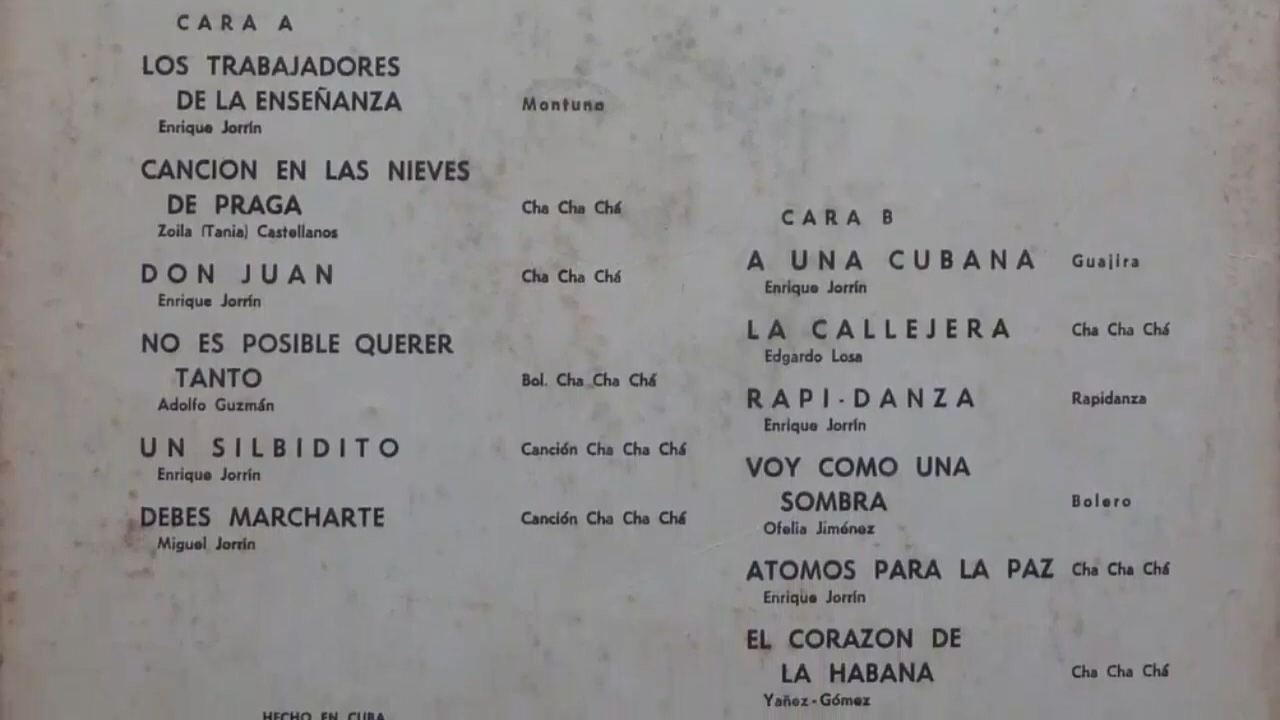 CARA A
LOS TRABAJADORES
DE LA ENSEÑANZA Montuno
Enrique Jorrín
CANCION EN LAS NIEVES
DE PRAGA Cha Cha Chá
Zoila (Tania) Castellanos
DON JUAN Cha Cha Chá
Enrique Jorrín
NO ES POSIBLE QUERER
TANTO Bol. Cha Cha Chá
Adolfo Guzmán
UN SILBIDITO Canción Cha Cha Chá
Enrique Jorrín
DEBES MARCHARTE Canción Cha Cha Chá
Miguel Jorrín
HECHO EN CUBA
CARA B
A UNA CUBANA Guajira
Enrique Jorrín
LA CALLEJERA Cha Cha Chá
Edgardo Losa
RAPI-DANZA Rapidanza
Enrique Jorrín
VOY COMO UNA
SOMBRA Bolero
Ofelia Jiménez
ATOMOS PARA LA PAZ Cha Cha Chá
Enrique Jorrín
EL CORAZON DE
LA HABANA Cha Cha Chá
Yañez-Gómez